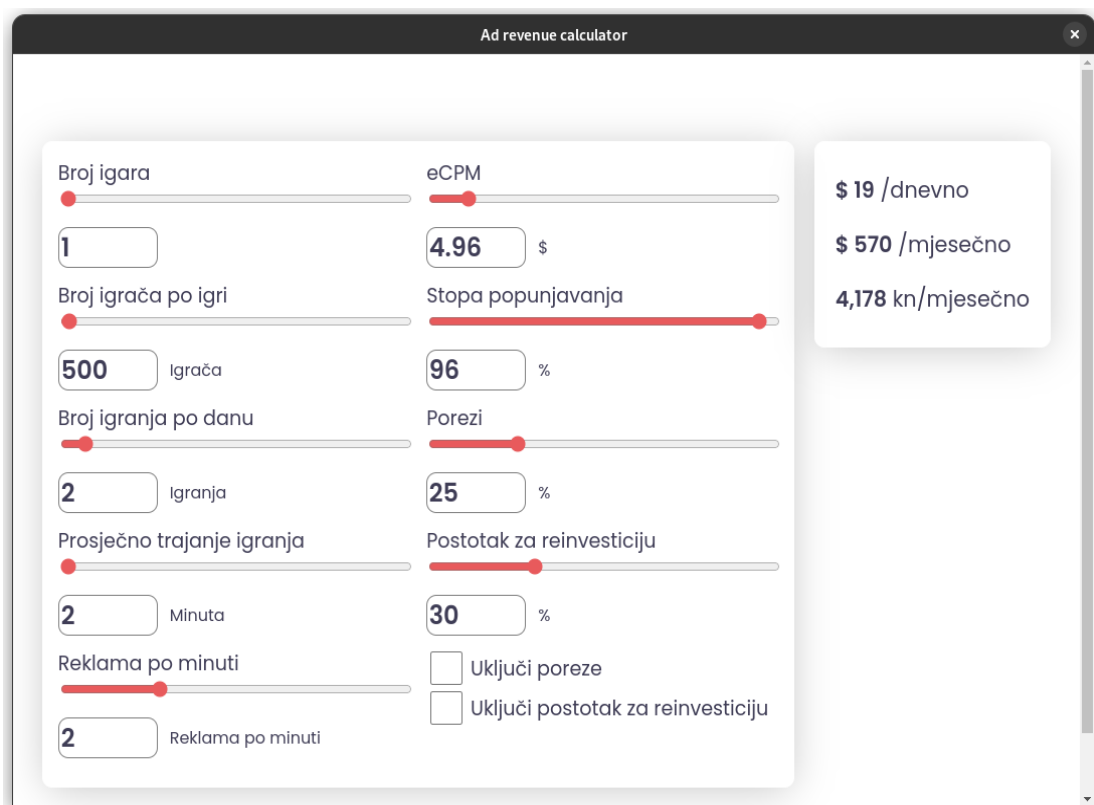 Ad revenue calculator
Broj igara
1
Broj igrača po igri
500 Igrača
Broj igranja po danu
2 Igranja
Prosječno trajanje igranja
2 Minuta
Reklama po minuti
2 Reklama po minuti
eCPM
4.96 $
Stopa popunjavanja
96 %
Porezi
25 %
Postotak za reinvesticiju
30 %
Uključi poreze
Uključi postotak za reinvesticiju
$ 19 /dnevno
$ 570 /mjesečno
4,178 kn/mjesečno